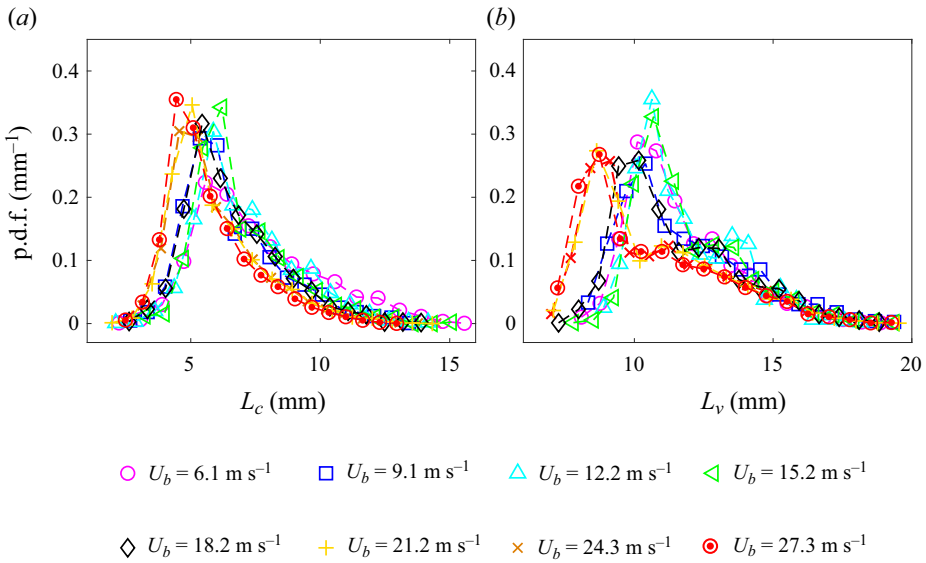 (a) (b)
0.4 0.4
0.3 0.3
0.2 0.2
0.1 0.1
0 0
p.d.f. (mm⁻¹)
5 10 15 5 10 15 20
L_c (mm) L_v (mm)
U_b = 6.1 m s⁻¹ U_b = 9.1 m s⁻¹ U_b = 12.2 m s⁻¹ U_b = 15.2 m s⁻¹
U_b = 18.2 m s⁻¹ U_b = 21.2 m s⁻¹ U_b = 24.3 m s⁻¹ U_b = 27.3 m s⁻¹